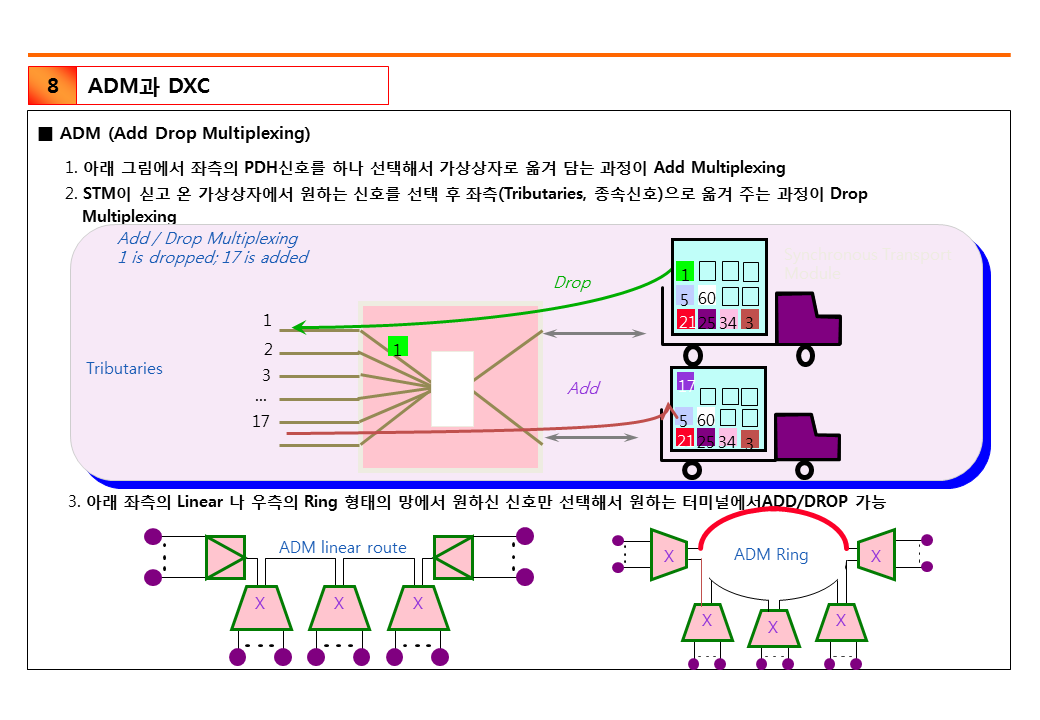 8 ADM과 DXC
■ ADM (Add Drop Multiplexing)
1. 아래 그림에서 좌측의 PDH신호를 하나 선택해서 가상상자로 옮겨 담는 과정이 Add Multiplexing
2. STM이 싣고 온 가상상자에서 원하는 신호를 선택 후 좌측(Tributaries, 종속신호)으로 옮겨 주는 과정이 Drop
Multiplexing
Add / Drop Multiplexing
1 is dropped; 17 is added
Synchronous Transport
Module
Drop
1
5 60
21 25 34 3
1
2
3
...
17
1
Tributaries
Add
17
5 60
21 25 34 3
3. 아래 좌측의 Linear 나 우측의 Ring 형태의 망에서 원하신 신호만 선택해서 원하는 터미널에서ADD/DROP 가능
ADM linear route
X X X
ADM Ring
X X
X X X